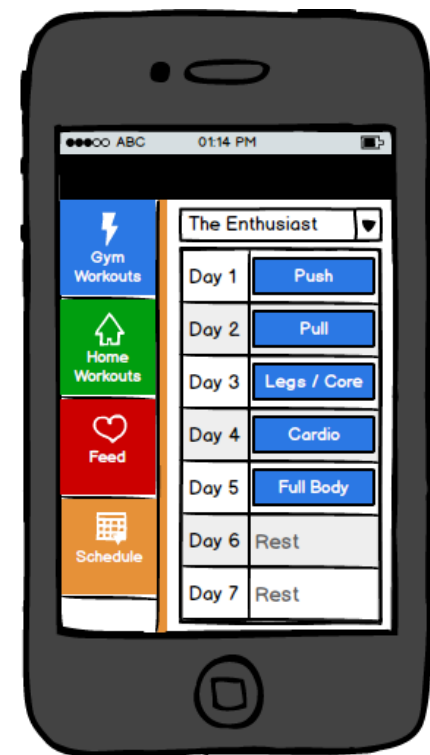 ABC 01:14 PM
Gym
Workouts
Home
Workouts
Feed
Schedule
The Enthusiast
Day 1 Push
Day 2 Pull
Day 3 Legs / Core
Day 4 Cardio
Day 5 Full Body
Day 6 Rest
Day 7 Rest